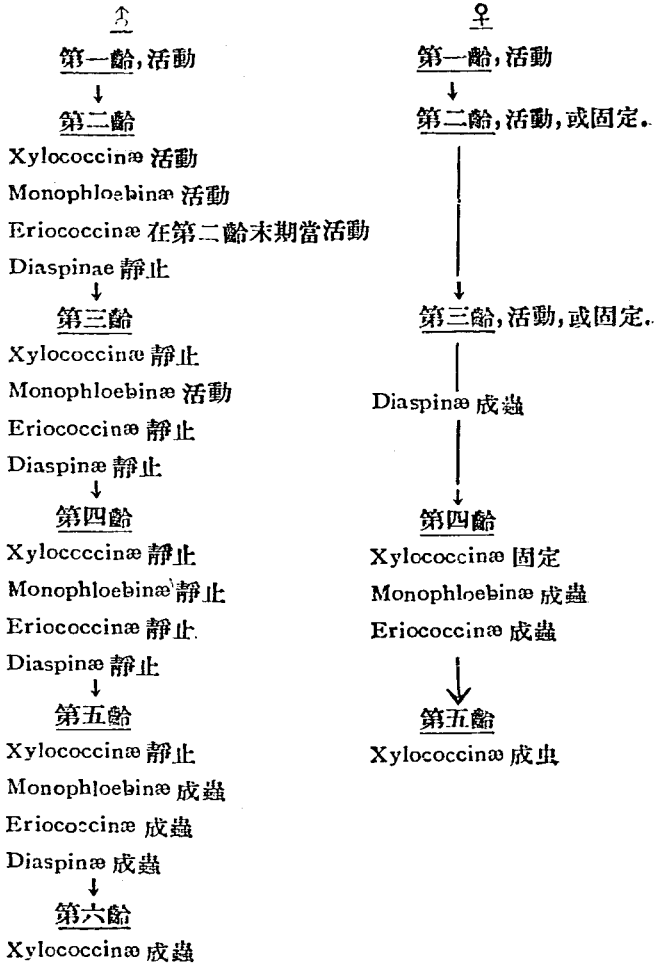 ♂
第一齡,活動
↓
第二齡
Xylococcinæ 活動
Monophloebinæ 活動
Eriococcinæ 在第二齡末期當活動
Diaspinae 靜止
↓
第三齡
Xylococcinæ 靜止
Monophloebinæ 活動
Eriococcinæ 靜止
Diaspinæ 靜止
↓
第四齡
Xylococcinæ 靜止
Monophloebinæ 靜止
Eriococcinæ 靜止.
Diaspinæ 靜止
↓
第五齡
Xylococcinæ 靜止
Monophloebinæ 成蟲
Eriococcinæ 成蟲
Diaspinæ 成蟲
↓
第六齡
Xylococcinæ 成蟲
♀
第一齡,活動
↓
第二齡,活動,或固定.
↓
第三齡,活動,或固定.
Diaspinæ 成蟲
↓
第四齡
Xylococcinæ 固定
Monophloebinæ 成蟲
Eriococcinæ 成蟲
↓
第五齡
Xylococcinæ 成虫